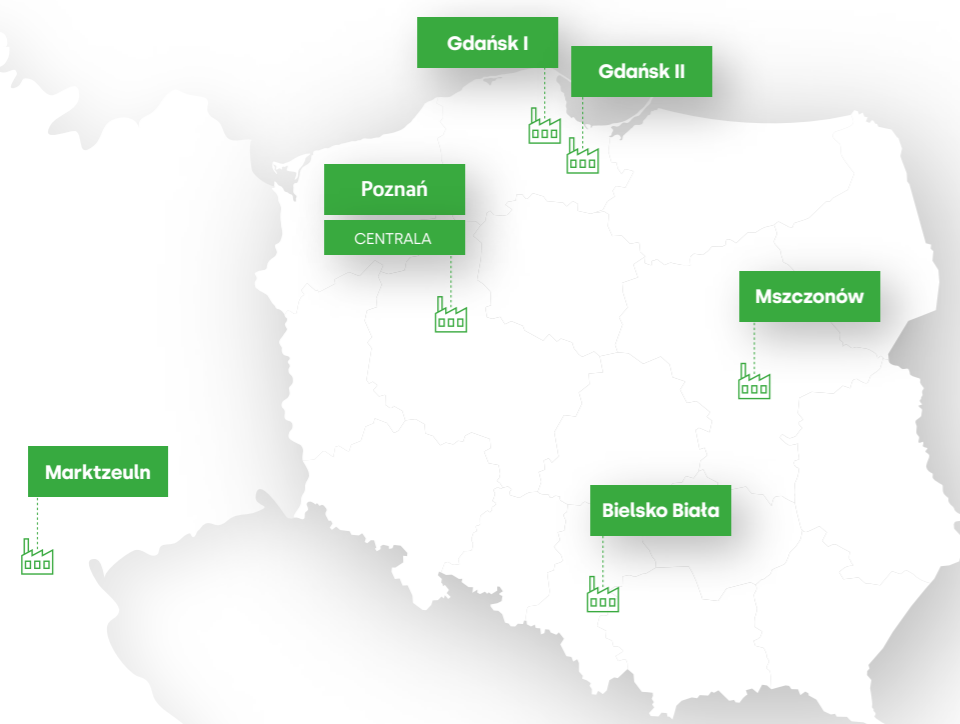 Gdańsk I
Gdańsk II
Poznań
CENTRALA
Mszczonów
Marktzeuln
Bielsko Biała